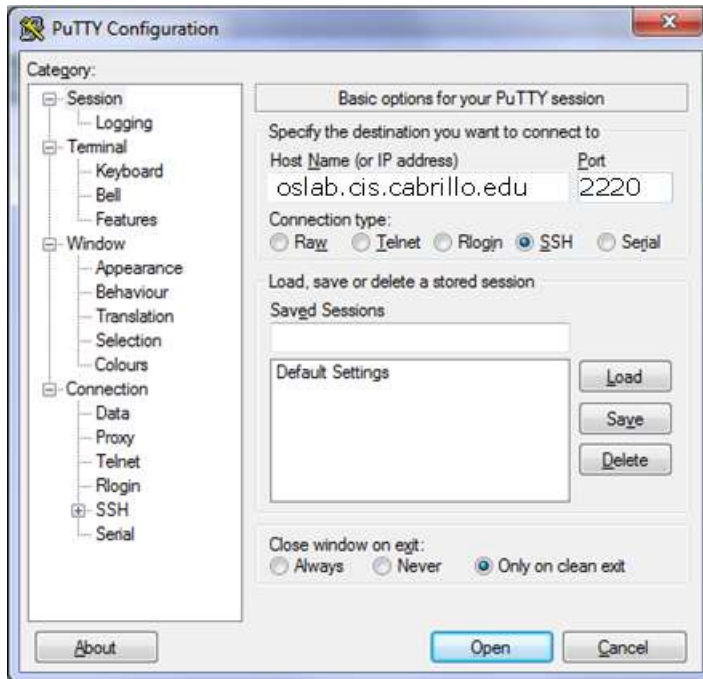 PuTTY Configuration
Category:
Session
Logging
Terminal
Keyboard
Bell
Features
Window
Appearance
Behaviour
Translation
Selection
Colours
Connection
Data
Proxy
Telnet
Rlogin
SSH
Serial
Basic options for your PuTTY session
Specify the destination you want to connect to
Host Name (or IP address) Port
oslab.cis.cabrillo.edu 2220
Connection type:
Raw Telnet Rlogin SSH Serial
Load, save or delete a stored session
Saved Sessions
Default Settings
Load
Save
Delete
Close window on exit:
Always Never Only on clean exit
About Open Cancel